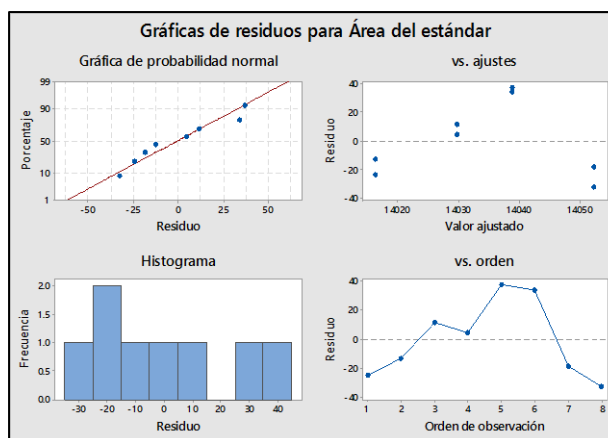 Gráficas de residuos para Área del estándar
Gráfica de probabilidad normal
99
90
50
10
1
Porcentaje
-50 -25 0 25 50
Residuo
vs. ajustes
40
20
0
-20
-40
Residuo
14020 14030 14040 14050
Valor ajustado
Histograma
2.0
1.5
1.0
0.5
0.0
Frecuencia
-30 -20 -10 0 10 20 30 40
Residuo
vs. orden
40
20
0
-20
-40
Residuo
1 2 3 4 5 6 7 8
Orden de observación